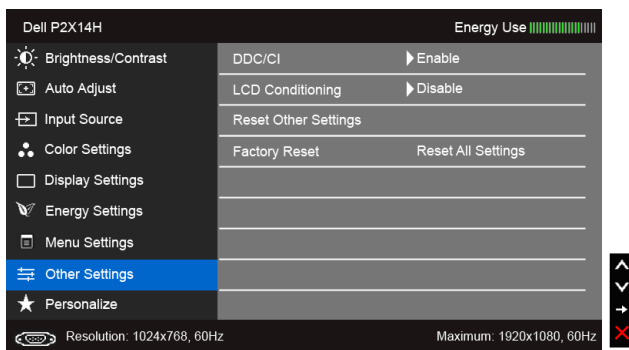 Dell P2X14H
Energy Use
Brightness/Contrast
Auto Adjust
Input Source
Color Settings
Display Settings
Energy Settings
Menu Settings
Other Settings
Personalize
DDC/CI Enable
LCD Conditioning Disable
Reset Other Settings
Factory Reset Reset All Settings
Resolution: 1024x768, 60Hz
Maximum: 1920x1080, 60Hz